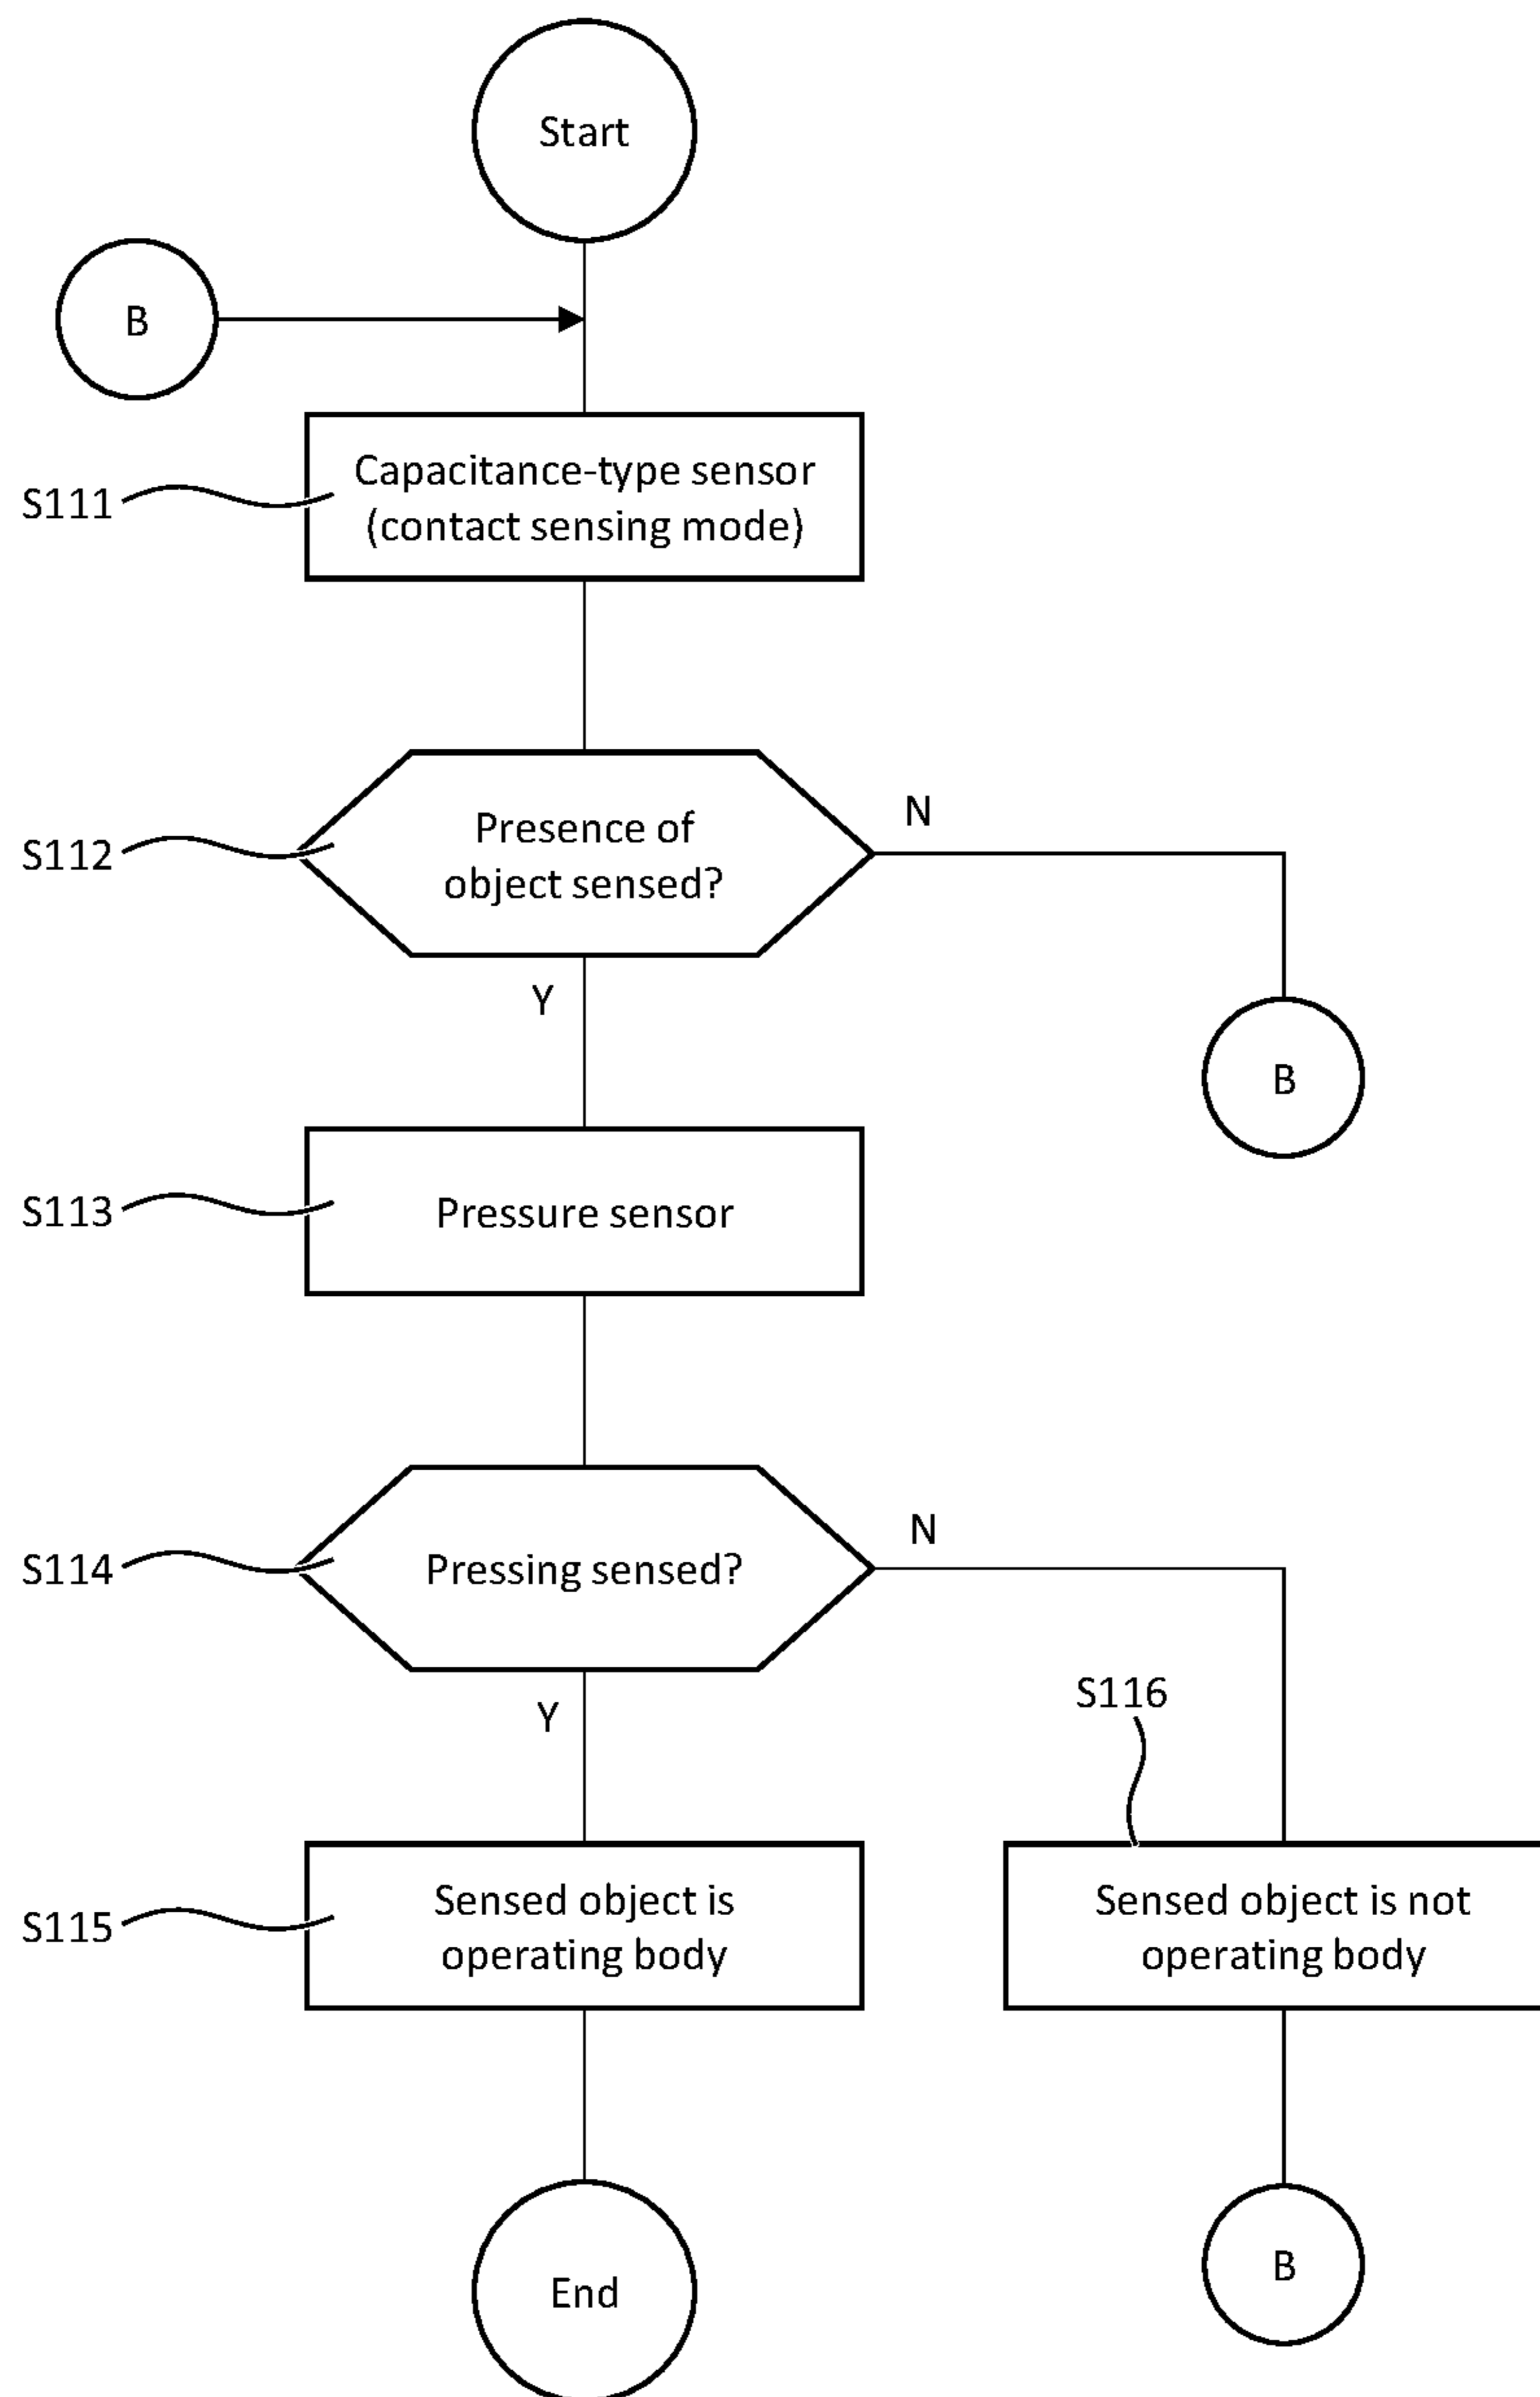 Start
B
S111
Capacitance-type sensor
(contact sensing mode)
S112
Presence of
object sensed?
N
Y
B
S113
Pressure sensor
S114
Pressing sensed?
N
Y
S116
S115
Sensed object is
operating body
Sensed object is not
operating body
End
B